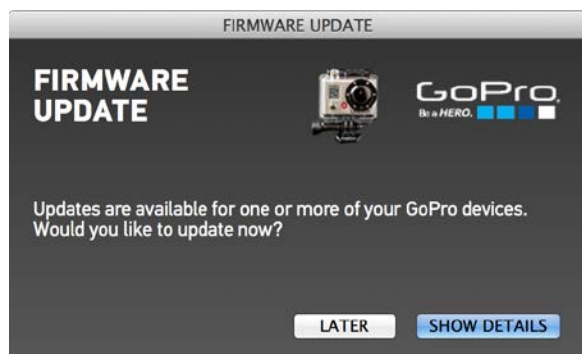 FIRMWARE UPDATE
FIRMWARE
UPDATE
GoPro.
Be a HERO.
Updates are available for one or more of your GoPro devices.
Would you like to update now?
LATER
SHOW DETAILS